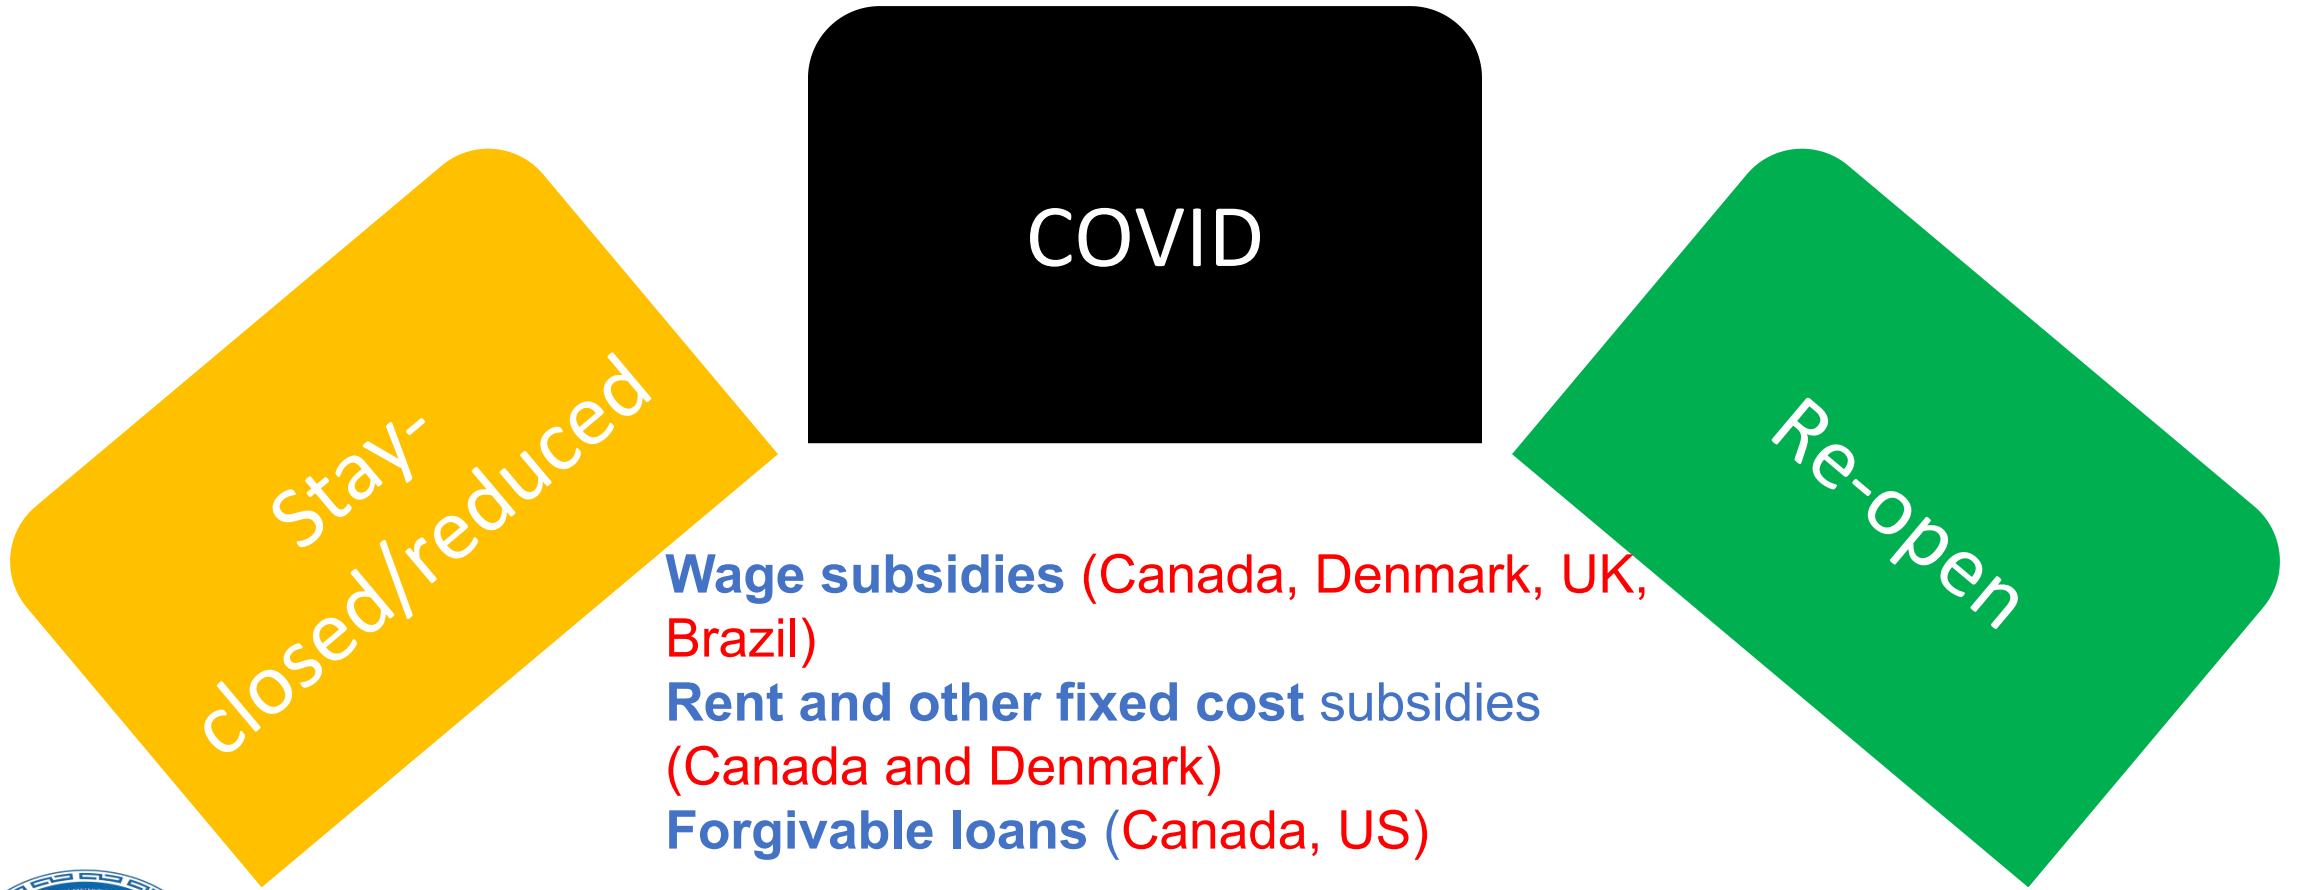 COVID
Stay-
closed/reduced
Re-open
Wage subsidies (Canada, Denmark, UK,
Brazil)
Rent and other fixed cost subsidies
(Canada and Denmark)
Forgivable loans (Canada, US)